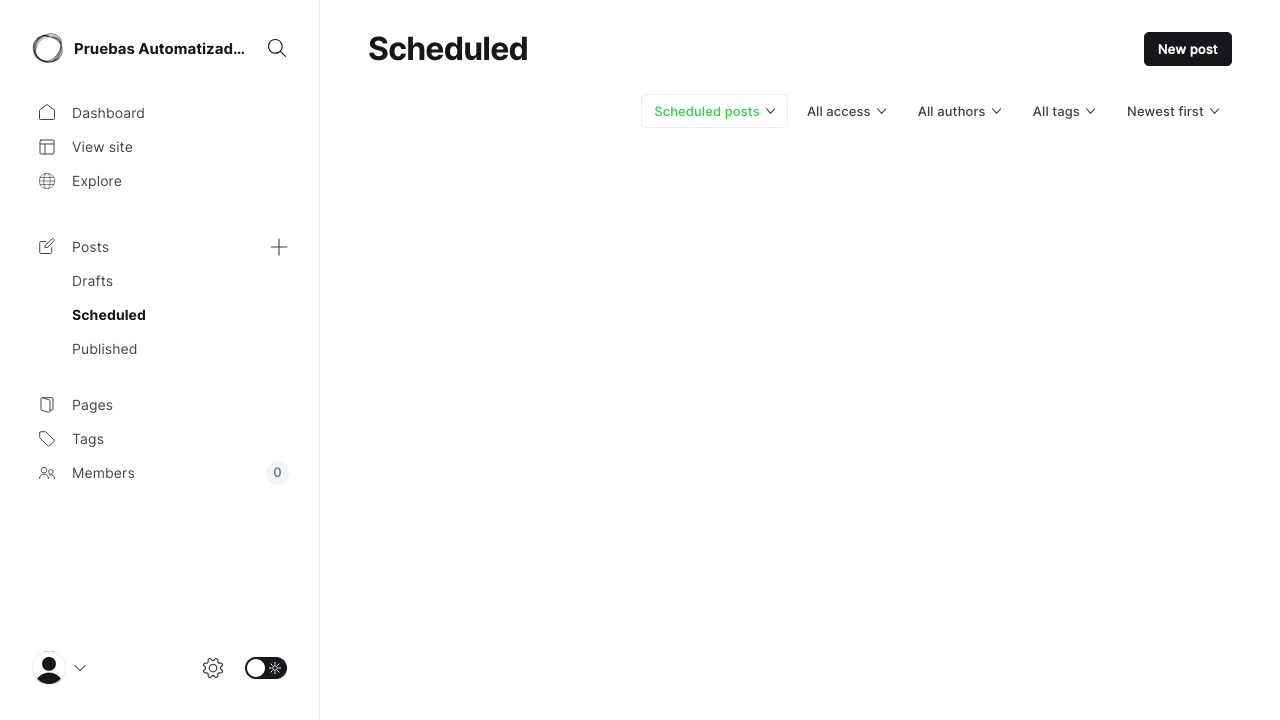 Pruebas Automatizad...
Dashboard
View site
Explore
Posts
Drafts
Scheduled
Published
Pages
Tags
Members
0
Scheduled
New post
Scheduled posts
All access
All authors
All tags
Newest first